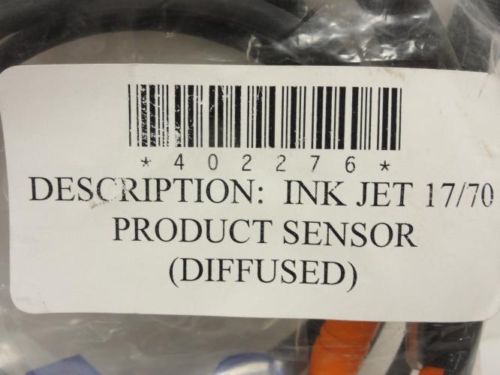 *402276*
DESCRIPTION: INK JET 17/70
PRODUCT SENSOR
(DIFFUSED)